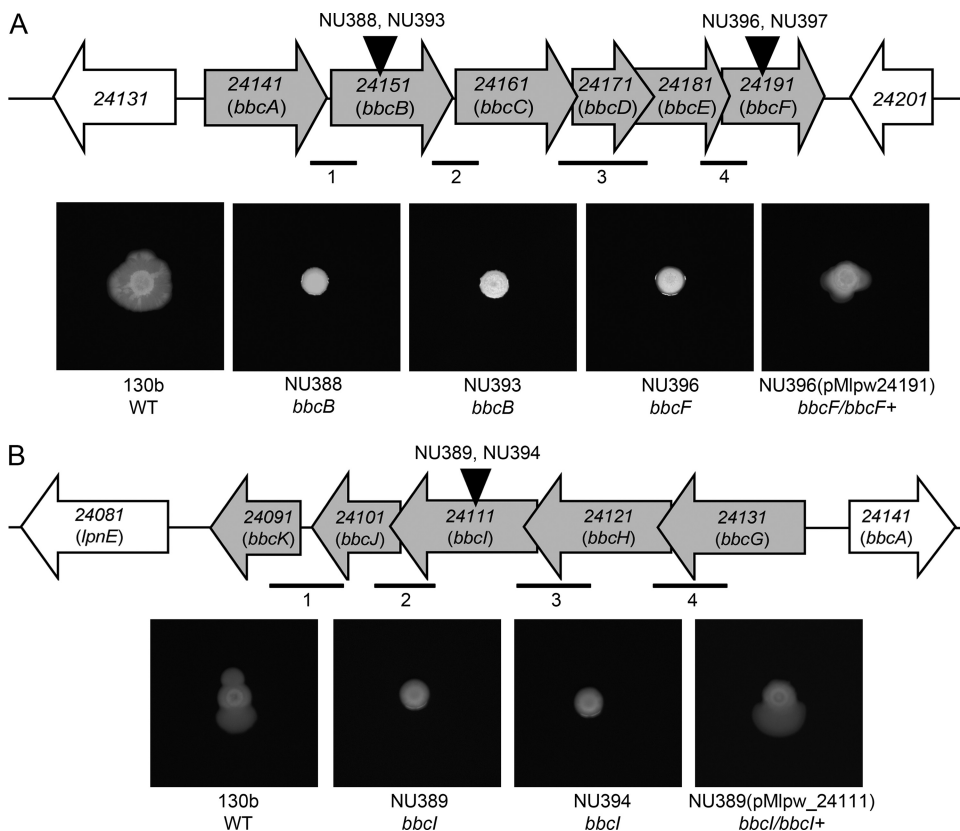 A
NU388, NU393
NU396, NU397
24131
24141
(bbcA)
24151
(bbcB)
24161
(bbcC)
24171
(bbcD)
24181
(bbcE)
24191
(bbcF)
24201
1
2
3
4
130b
WT
NU388
bbcB
NU393
bbcB
NU396
bbcF
NU396(pMlpw24191)
bbcF/bbcF+
B
NU389, NU394
24081
(lpnE)
24091
(bbcK)
24101
(bbcJ)
24111
(bbcI)
24121
(bbcH)
24131
(bbcG)
24141
(bbcA)
1
2
3
4
130b
WT
NU389
bbcI
NU394
bbcI
NU389(pMlpw_24111)
bbcI/bbcI+